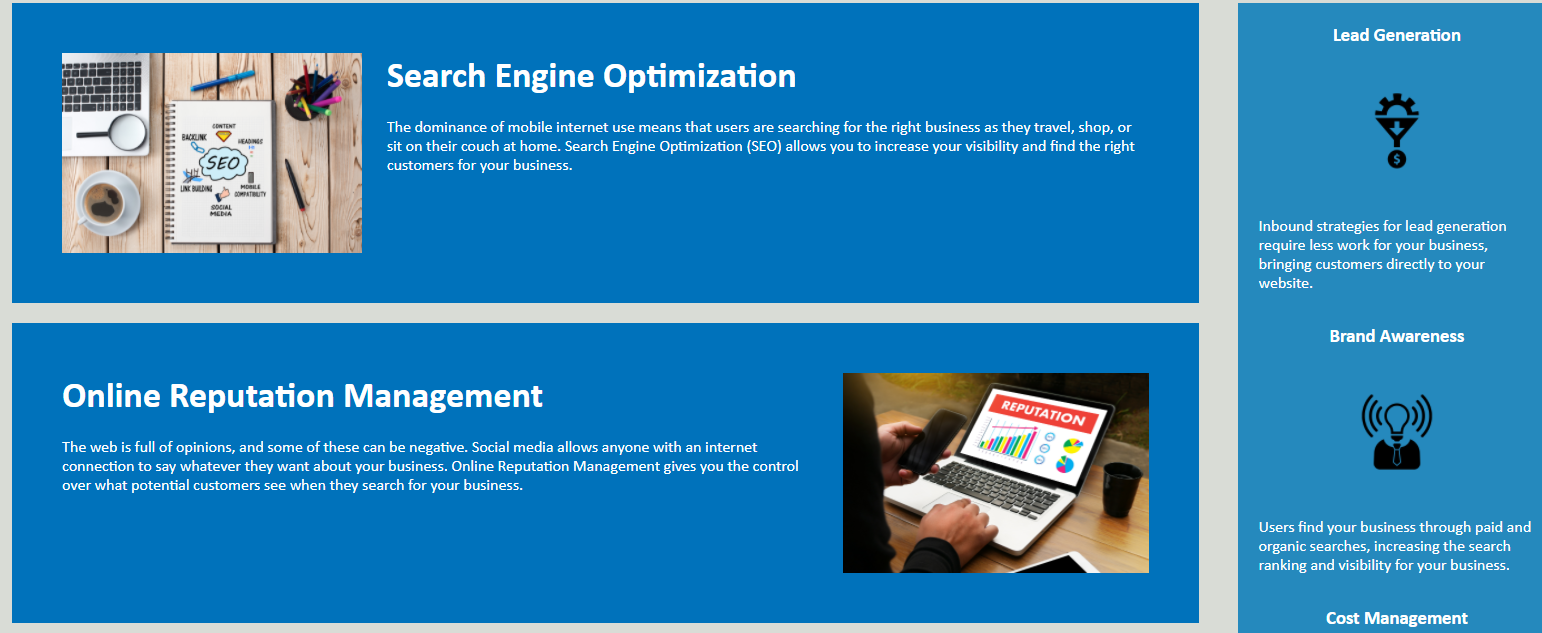 Search Engine Optimization
The dominance of mobile internet use means that users are searching for the right business as they travel, shop, or
sit on their couch at home. Search Engine Optimization (SEO) allows you to increase your visibility and find the right
customers for your business.
CONTENT
BACKLINK
HEADINGS
SEO
LINK BUILDING
MOBILE
COMPATIBILITY
SOCIAL
MEDIA
Online Reputation Management
The web is full of opinions, and some of these can be negative. Social media allows anyone with an internet
connection to say whatever they want about your business. Online Reputation Management gives you the control
over what potential customers see when they search for your business.
REPUTATION
Lead Generation
$
Inbound strategies for lead generation
require less work for your business,
bringing customers directly to your
website.
Brand Awareness
Users find your business through paid and
organic searches, increasing the search
ranking and visibility for your business.
Cost Management